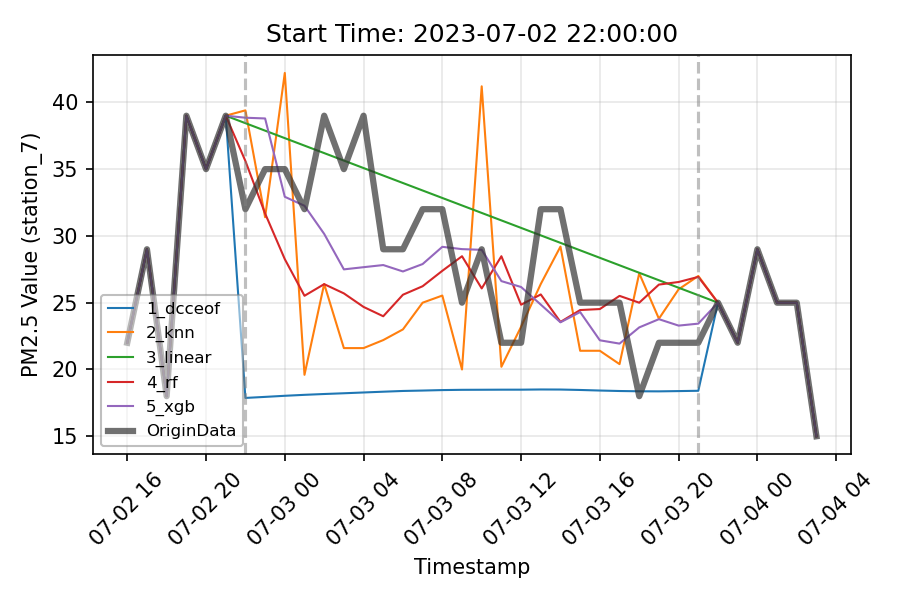 Start Time: 2023-07-02 22:00:00
PM2.5 Value (station_7)
40
35
30
25
20
15
1_dcceof
2_knn
3_linear
4_rf
5_xgb
OriginData
07-02 16
07-02 20
07-03 00
07-03 04
07-03 08
07-03 12
07-03 16
07-03 20
07-04 00
07-04 04
Timestamp